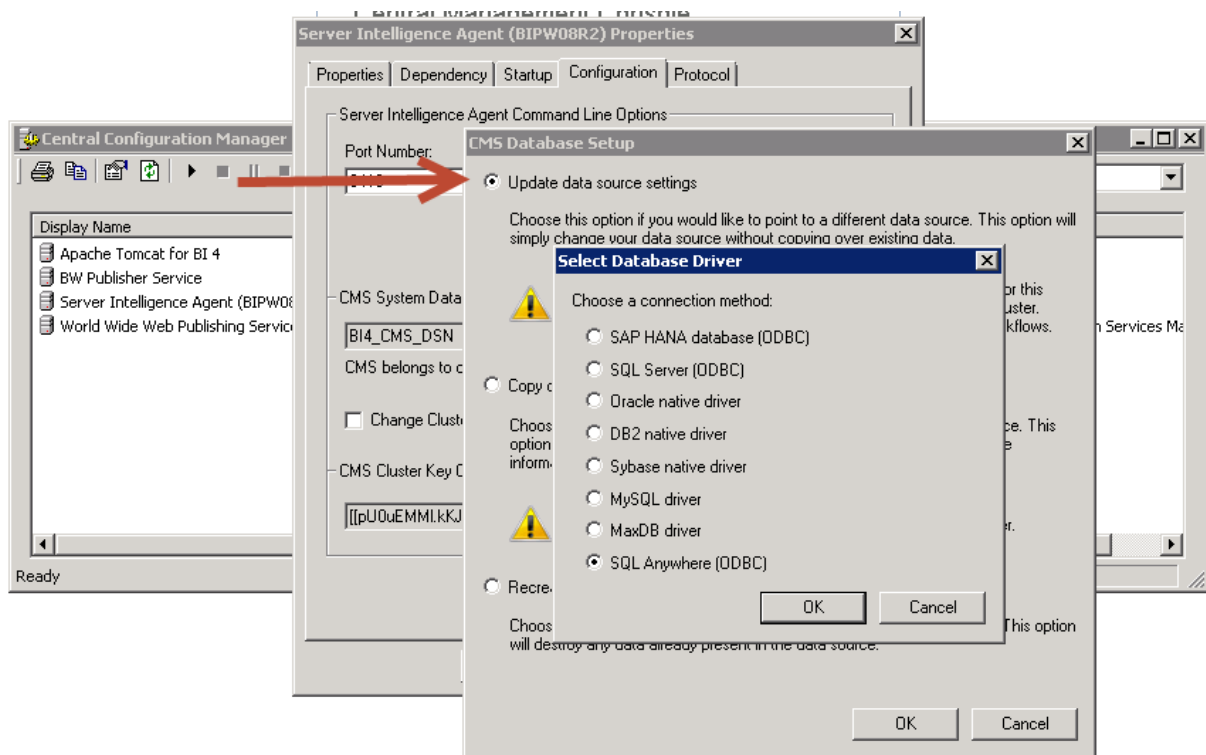 Central Management Console
Server Intelligence Agent (BIPW08R2) Properties
Properties
Dependency
Startup
Configuration
Protocol
Server Intelligence Agent Command Line Options
Port Number:
CMS System Data
BI4_CMS_DSN
CMS belongs to c
Change Clust
CMS Cluster Key C
Central Configuration Manager
Display Name
Apache Tomcat for BI 4
BW Publisher Service
Server Intelligence Agent (BIPW08
World Wide Web Publishing Servic
n Services Ma
Ready
CMS Database Setup
Update data source settings
Choose this option if you would like to point to a different data source. This option will
simply change your data source without copying over existing data.
or this
uster.
kflows.
Copy
Choos
ce. This
option
inform
er.
Recre
Choos
This option
will destroy any data already present in the data source.
OK
Cancel
Select Database Driver
Choose a connection method:
SAP HANA database (ODBC)
SQL Server (ODBC)
Oracle native driver
DB2 native driver
Sybase native driver
MySQL driver
MaxDB driver
SQL Anywhere (ODBC)
OK
Cancel